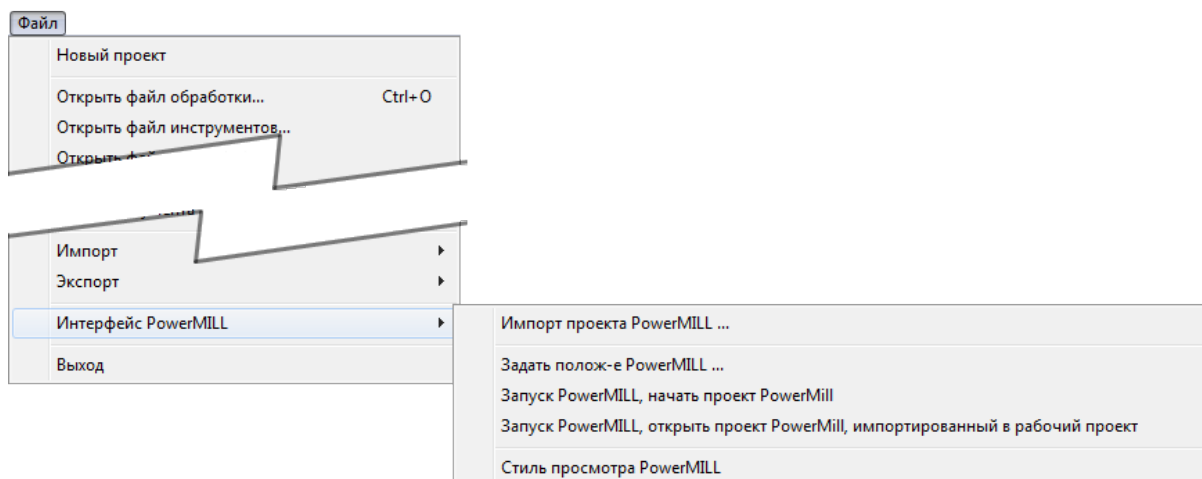 Файл
Новый проект
Открыть файл обработки... Ctrl+O
Открыть файл инструментов...
Открыть
Импорт
Экспорт
Интерфейс PowerMILL
Выход
Импорт проекта PowerMILL ...
Задать полож-е PowerMILL ...
Запуск PowerMILL, начать проект PowerMill
Запуск PowerMILL, открыть проект PowerMill, импортированный в рабочий проект
Стиль просмотра PowerMILL